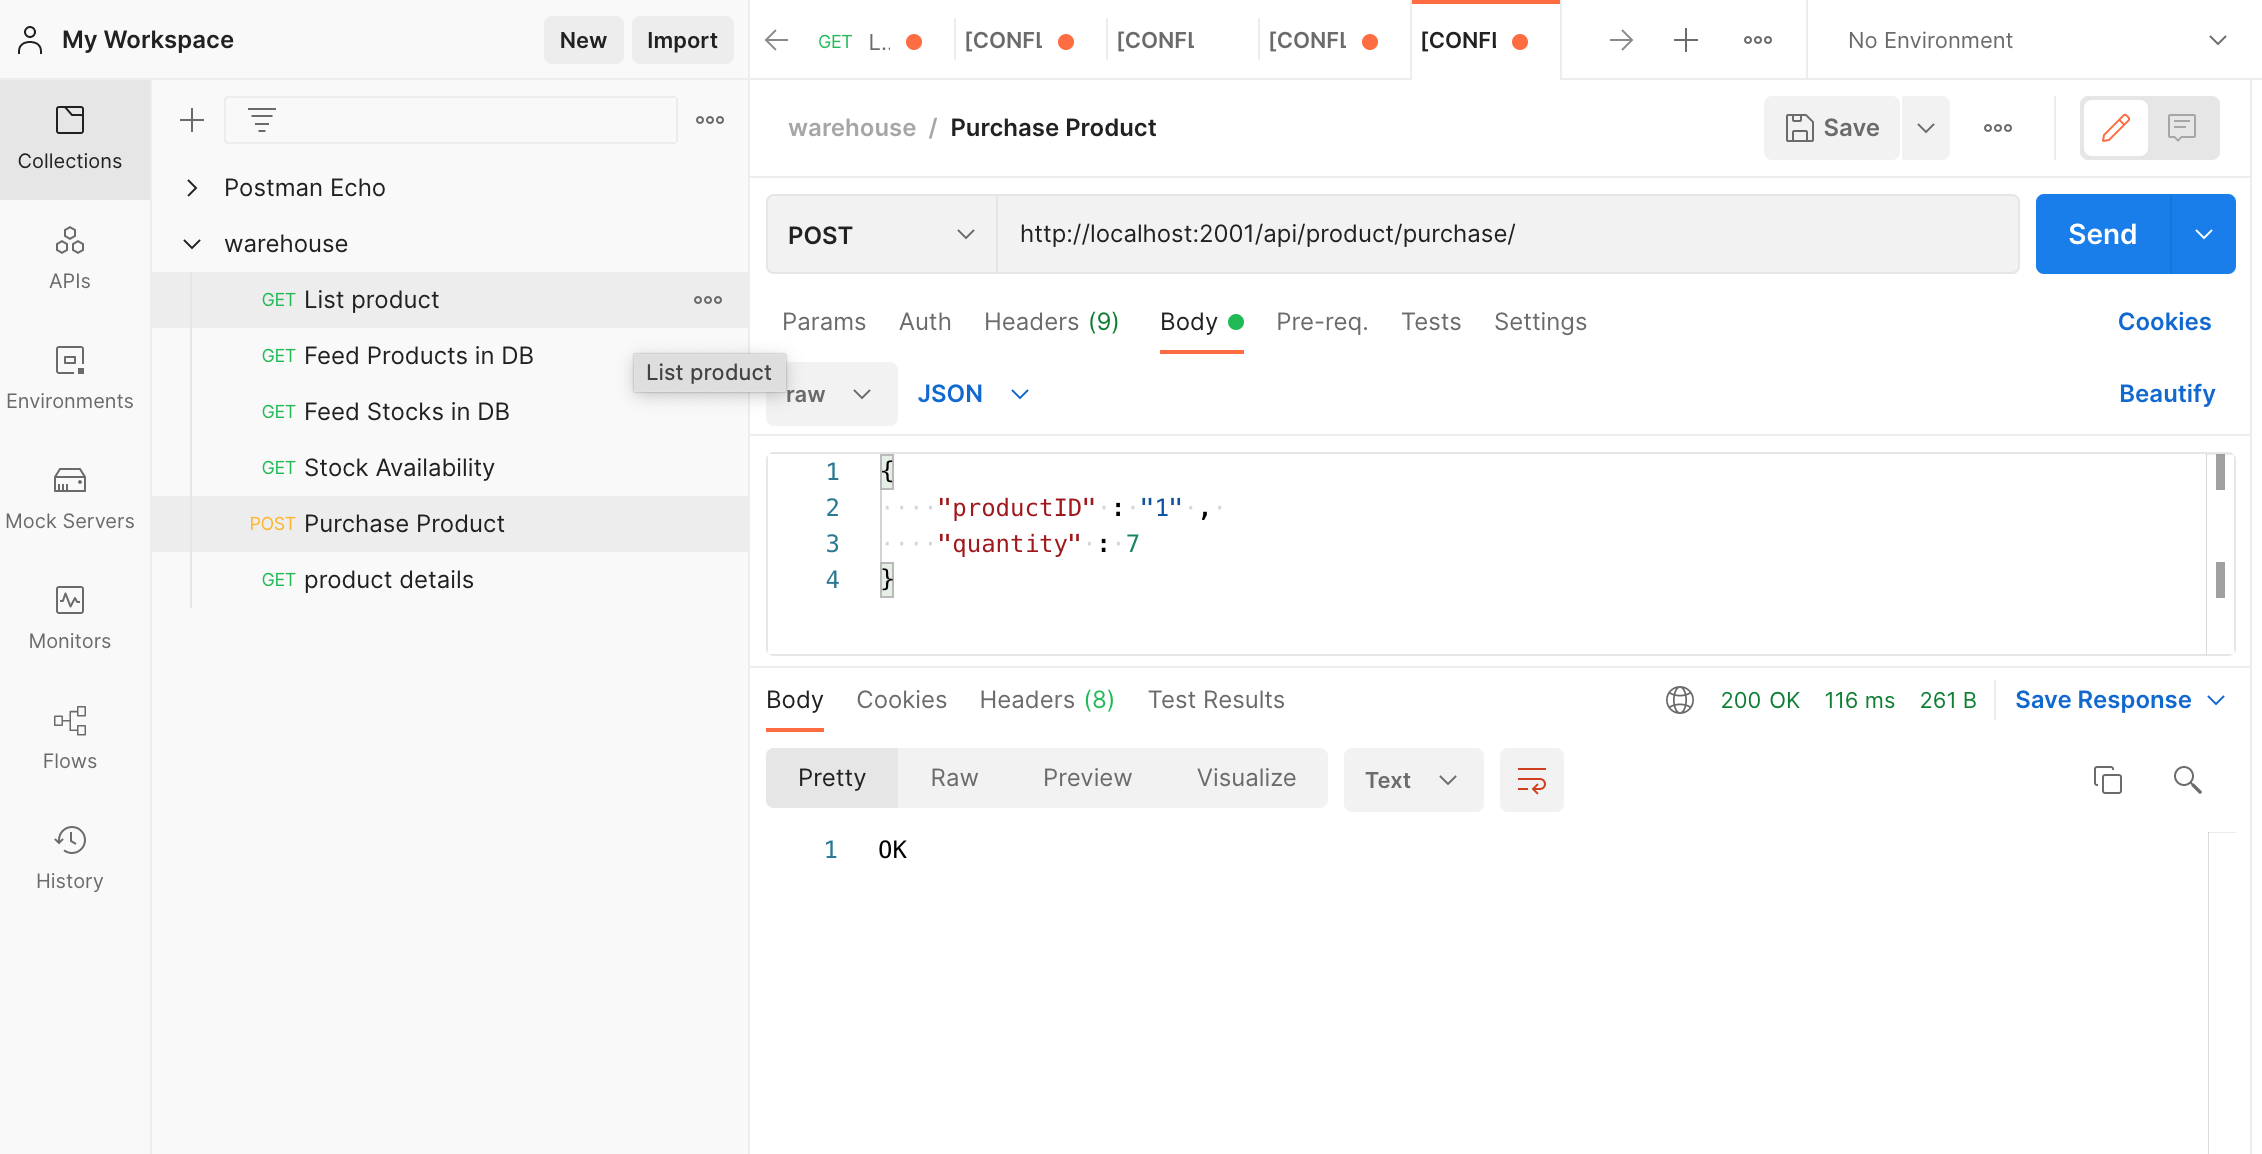 My Workspace
New
Import
GET L..
[CONFL
[CONFL
[CONFL
[CONFL
No Environment
Collections
APIs
Environments
Mock Servers
Monitors
Flows
History
Postman Echo
warehouse
GET List product
GET Feed Products in DB
GET Feed Stocks in DB
GET Stock Availability
POST Purchase Product
GET product details
List product
warehouse / Purchase Product
Save
POST
http://localhost:2001/api/product/purchase/
Send
Params Auth Headers (9) Body Pre-req. Tests Settings
Cookies
raw
JSON
Beautify
1 {
2 "productID" : "1" ,
3 "quantity" : 7
4 }
Body Cookies Headers (8) Test Results
200 OK 116 ms 261 B
Save Response
Pretty Raw Preview Visualize
Text
1 OK